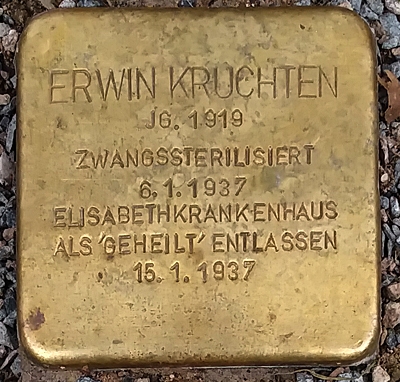 ERWIN KRUCHTEN
JG. 1919
ZWANGSSTERILISIERT
6.1.1937
ELISABETHKRANKENHAUS
ALS 'GEHEILT' ENTLASSEN
15.1.1937